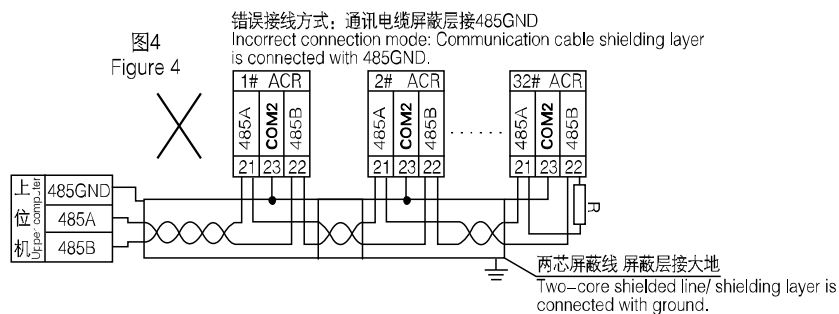 错误接线方式：通讯电缆屏蔽层接485GND
Incorrect connection mode: Communication cable shielding layer
is connected with 485GND.
图4
Figure 4
1# ACR
485A
COM2
485B
21 23 22
2# ACR
485A
COM2
485B
21 23 22
32# ACR
485A
COM2
485B
21 23 22
R
上位机
Upper computer
485GND
485A
485B
两芯屏蔽线 屏蔽层接大地
Two-core shielded line/ shielding layer is
connected with ground.